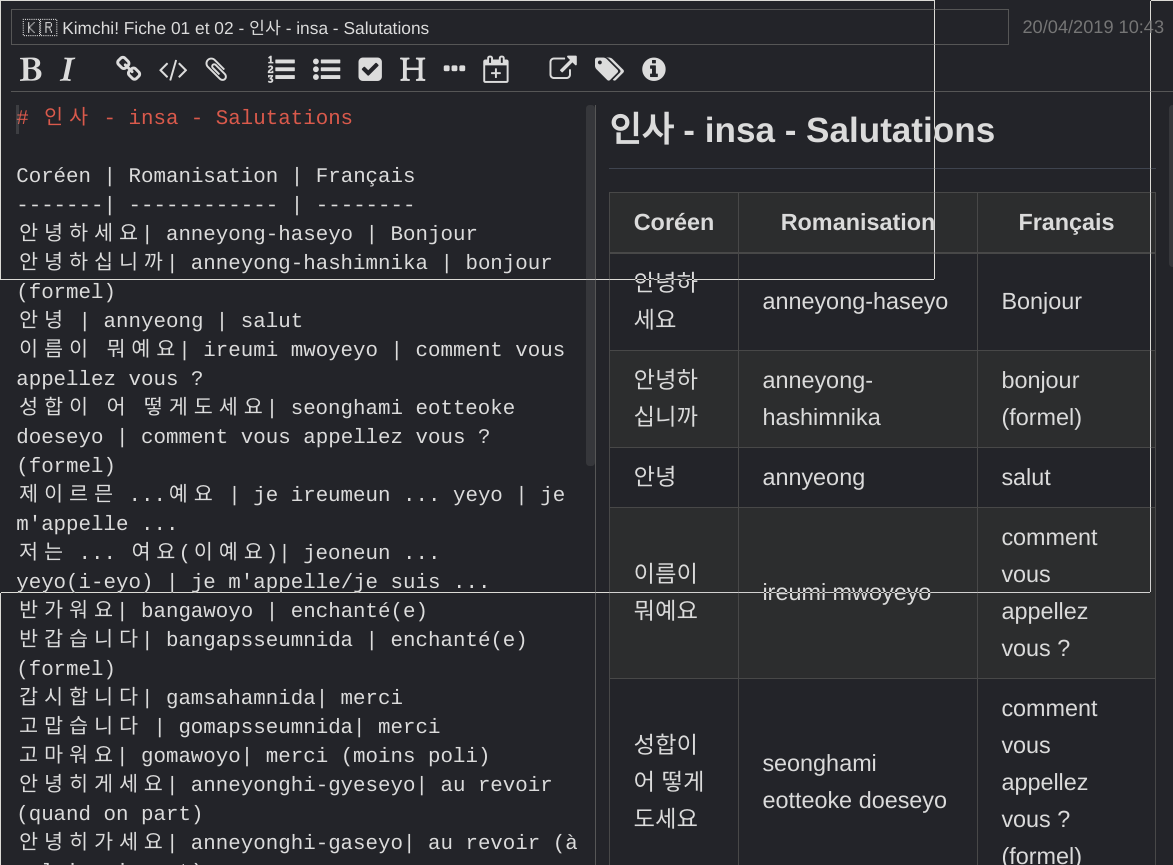 🇰🇷 Kimchi! Fiche 01 et 02 - 인사 - insa - Salutations
20/04/2019 10:43
# 인사 - insa - Salutations
Coréen | Romanisation | Français
-------| ------------ | --------
안녕하세요| anneyong-haseyo | Bonjour
안녕하십니까| anneyong-hashimnika | bonjour
(formel)
안녕 | annyeong | salut
이름이 뭐예요| ireumi mwoyeyo | comment vous
appellez vous ?
성합이 어 떻게도세요| seonghami eotteoke
doeseyo | comment vous appellez vous ?
(formel)
제이르믄 ...예요 | je ireumeun ... yeyo | je
m'appelle ...
저는 ... 여요(이예요)| jeoneun ...
yeyo(i-eyo) | je m'appelle/je suis ...
반가워요| bangawoyo | enchanté(e)
반갑습니다| bangapsseumnida | enchanté(e)
(formel)
갑시합니다| gamsahamnida| merci
고맙습니다 | gomapsseumnida| merci
고마워요| gomawoyo| merci (moins poli)
안녕히게세요| anneyonghi-gyeseyo| au revoir
(quand on part)
안녕히가세요| anneyonghi-gaseyo| au revoir (à
인사 - insa - Salutations
Coréen Romanisation Français
안녕하
세요
anneyong-haseyo
Bonjour
안녕하
십니까
anneyong-
hashimnika
bonjour
(formel)
안녕
annyeong
salut
이름이
뭐예요
ireumi mwoyeyo
comment
vous
appellez
vous ?
성합이
어 떻게
도세요
seonghami
eotteoke doeseyo
comment
vous
appellez
vous ?
(formel)